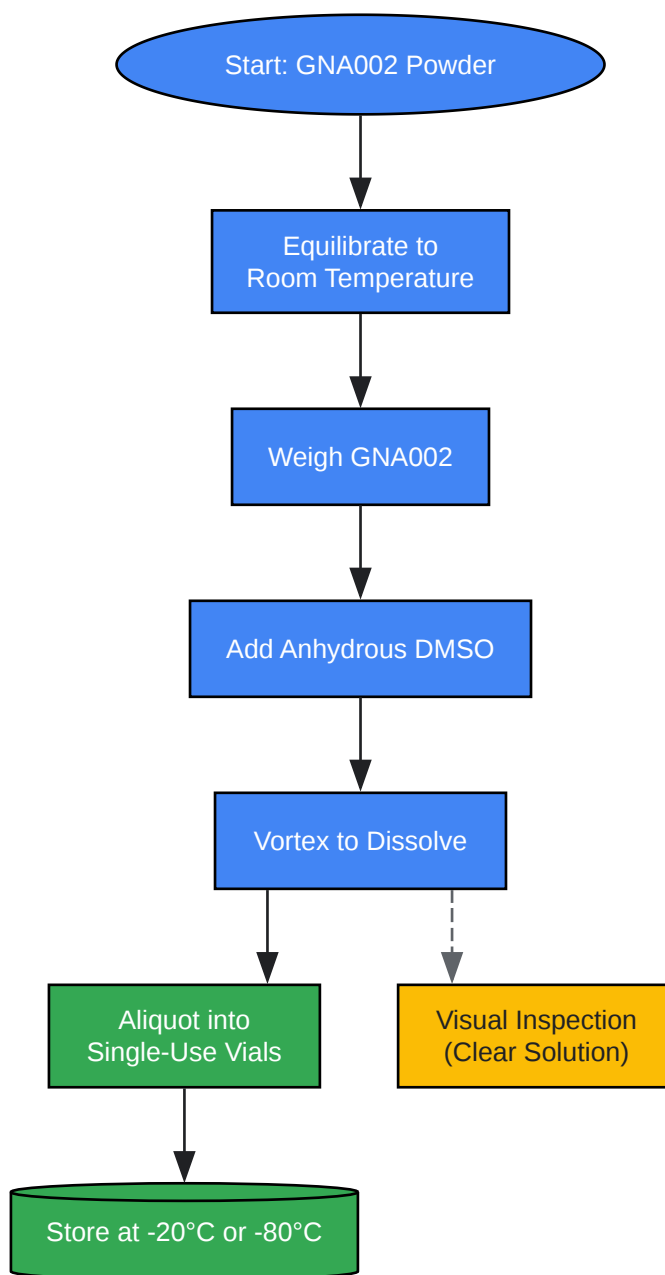 Start: GNA002 Powder
Equilibrate to
Room Temperature
Weigh GNA002
Add Anhydrous DMSO
Vortex to Dissolve
Aliquot into
Single-Use Vials
Visual Inspection
(Clear Solution)
Store at -20°C or -80°C